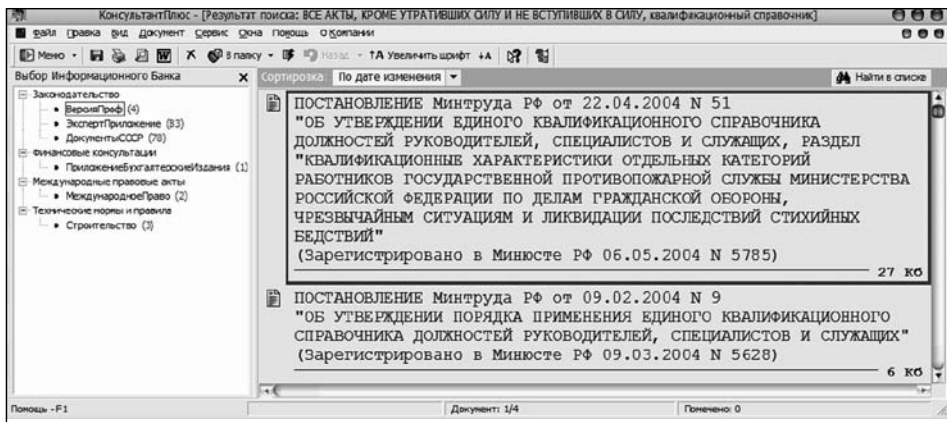 КонсультантПлюс - [Результат поиска: ВСЕ АКТЫ, КРОМЕ УТРАТИВШИХ СИЛУ И НЕ ВСТУПИВШИХ В СИЛУ, квалификационный справочник]
Файл Правка Вид Документ Сервис Окна Помощь О Компании
Меню В папку Назад Увеличить шрифт
Выбор Информационного Банка
Сортировка: По дате изменения Найти в списке
Законодательство
ВерсияПроф (4)
ЭкспертПриложение (83)
ДокументыСССР (78)
Финансовые консультации
ПриложениеБухгалтерскиеИздания (1)
Международные правовые акты
МеждународноеПраво (2)
Технические нормы и правила
Строительство (3)
ПОСТАНОВЛЕНИЕ Минтруда РФ от 22.04.2004 N 51
"ОБ УТВЕРЖДЕНИИ ЕДИНОГО КВАЛИФИКАЦИОННОГО СПРАВОЧНИКА
ДОЛЖНОСТЕЙ РУКОВОДИТЕЛЕЙ, СПЕЦИАЛИСТОВ И СЛУЖАЩИХ, РАЗДЕЛ
"КВАЛИФИКАЦИОННЫЕ ХАРАКТЕРИСТИКИ ОТДЕЛЬНЫХ КАТЕГОРИЙ
РАБОТНИКОВ ГОСУДАРСТВЕННОЙ ПРОТИВОПОЖАРНОЙ СЛУЖБЫ МИНИСТЕРСТВА
РОССИЙСКОЙ ФЕДЕРАЦИИ ПО ДЕЛАМ ГРАЖДАНСКОЙ ОБОРОНЫ,
ЧРЕЗВЫЧАЙНЫМ СИТУАЦИЯМ И ЛИКВИДАЦИИ ПОСЛЕДСТВИЙ СТИХИЙНЫХ
БЕДСТВИЙ"
(Зарегистрировано в Минюсте РФ 06.05.2004 N 5785)
27 Кб
ПОСТАНОВЛЕНИЕ Минтруда РФ от 09.02.2004 N 9
"ОБ УТВЕРЖДЕНИИ ПОРЯДКА ПРИМЕНЕНИЯ ЕДИНОГО КВАЛИФИКАЦИОННОГО
СПРАВОЧНИКА ДОЛЖНОСТЕЙ РУКОВОДИТЕЛЕЙ, СПЕЦИАЛИСТОВ И СЛУЖАЩИХ"
(Зарегистрировано в Минюсте РФ 09.03.2004 N 5628)
6 Кб
Помощь -F1 Документ: 1/4 Помечено: 0